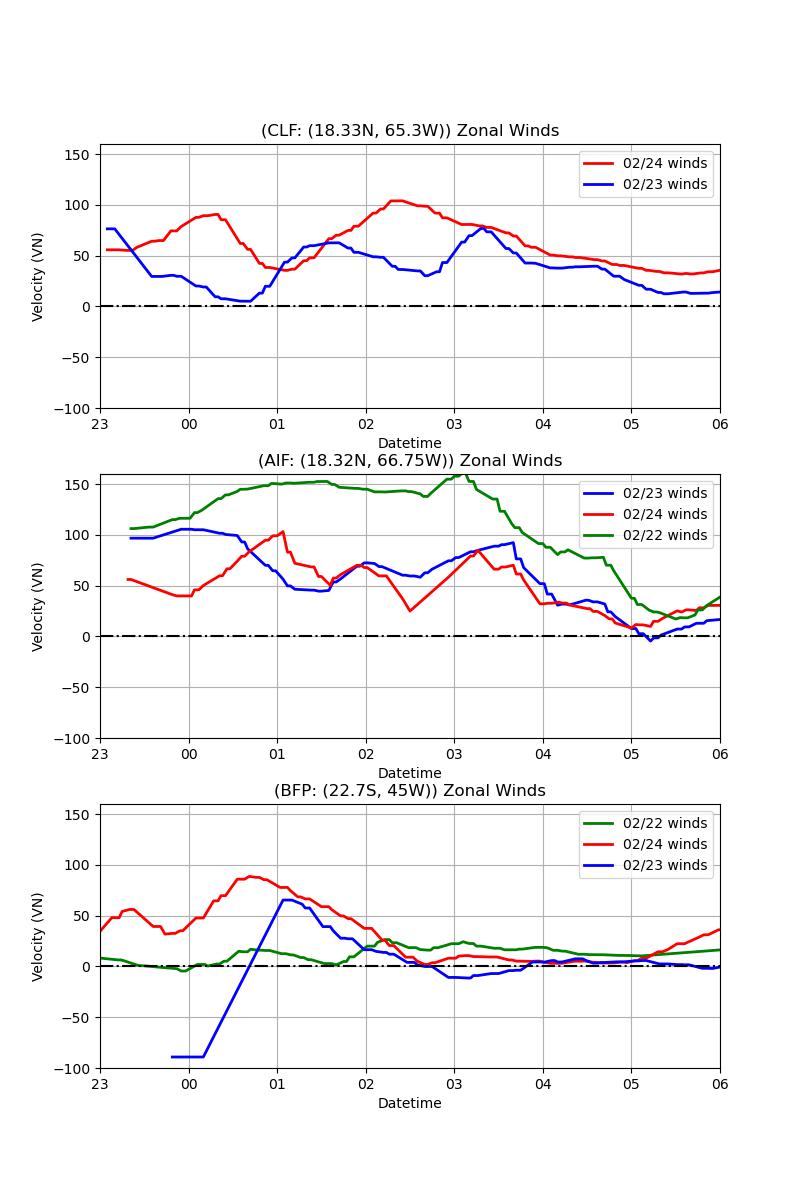 (CLF: (18.33N, 65.3W)) Zonal Winds
150
100
50
0
−50
−100
Velocity (VN)
02/24 winds
02/23 winds
23 00 01 02 03 04 05 06
Datetime
(AIF: (18.32N, 66.75W)) Zonal Winds
150
100
50
0
−50
−100
Velocity (VN)
02/23 winds
02/24 winds
02/22 winds
23 00 01 02 03 04 05 06
Datetime
(BFP: (22.7S, 45W)) Zonal Winds
150
100
50
0
−50
−100
Velocity (VN)
02/22 winds
02/24 winds
02/23 winds
23 00 01 02 03 04 05 06
Datetime